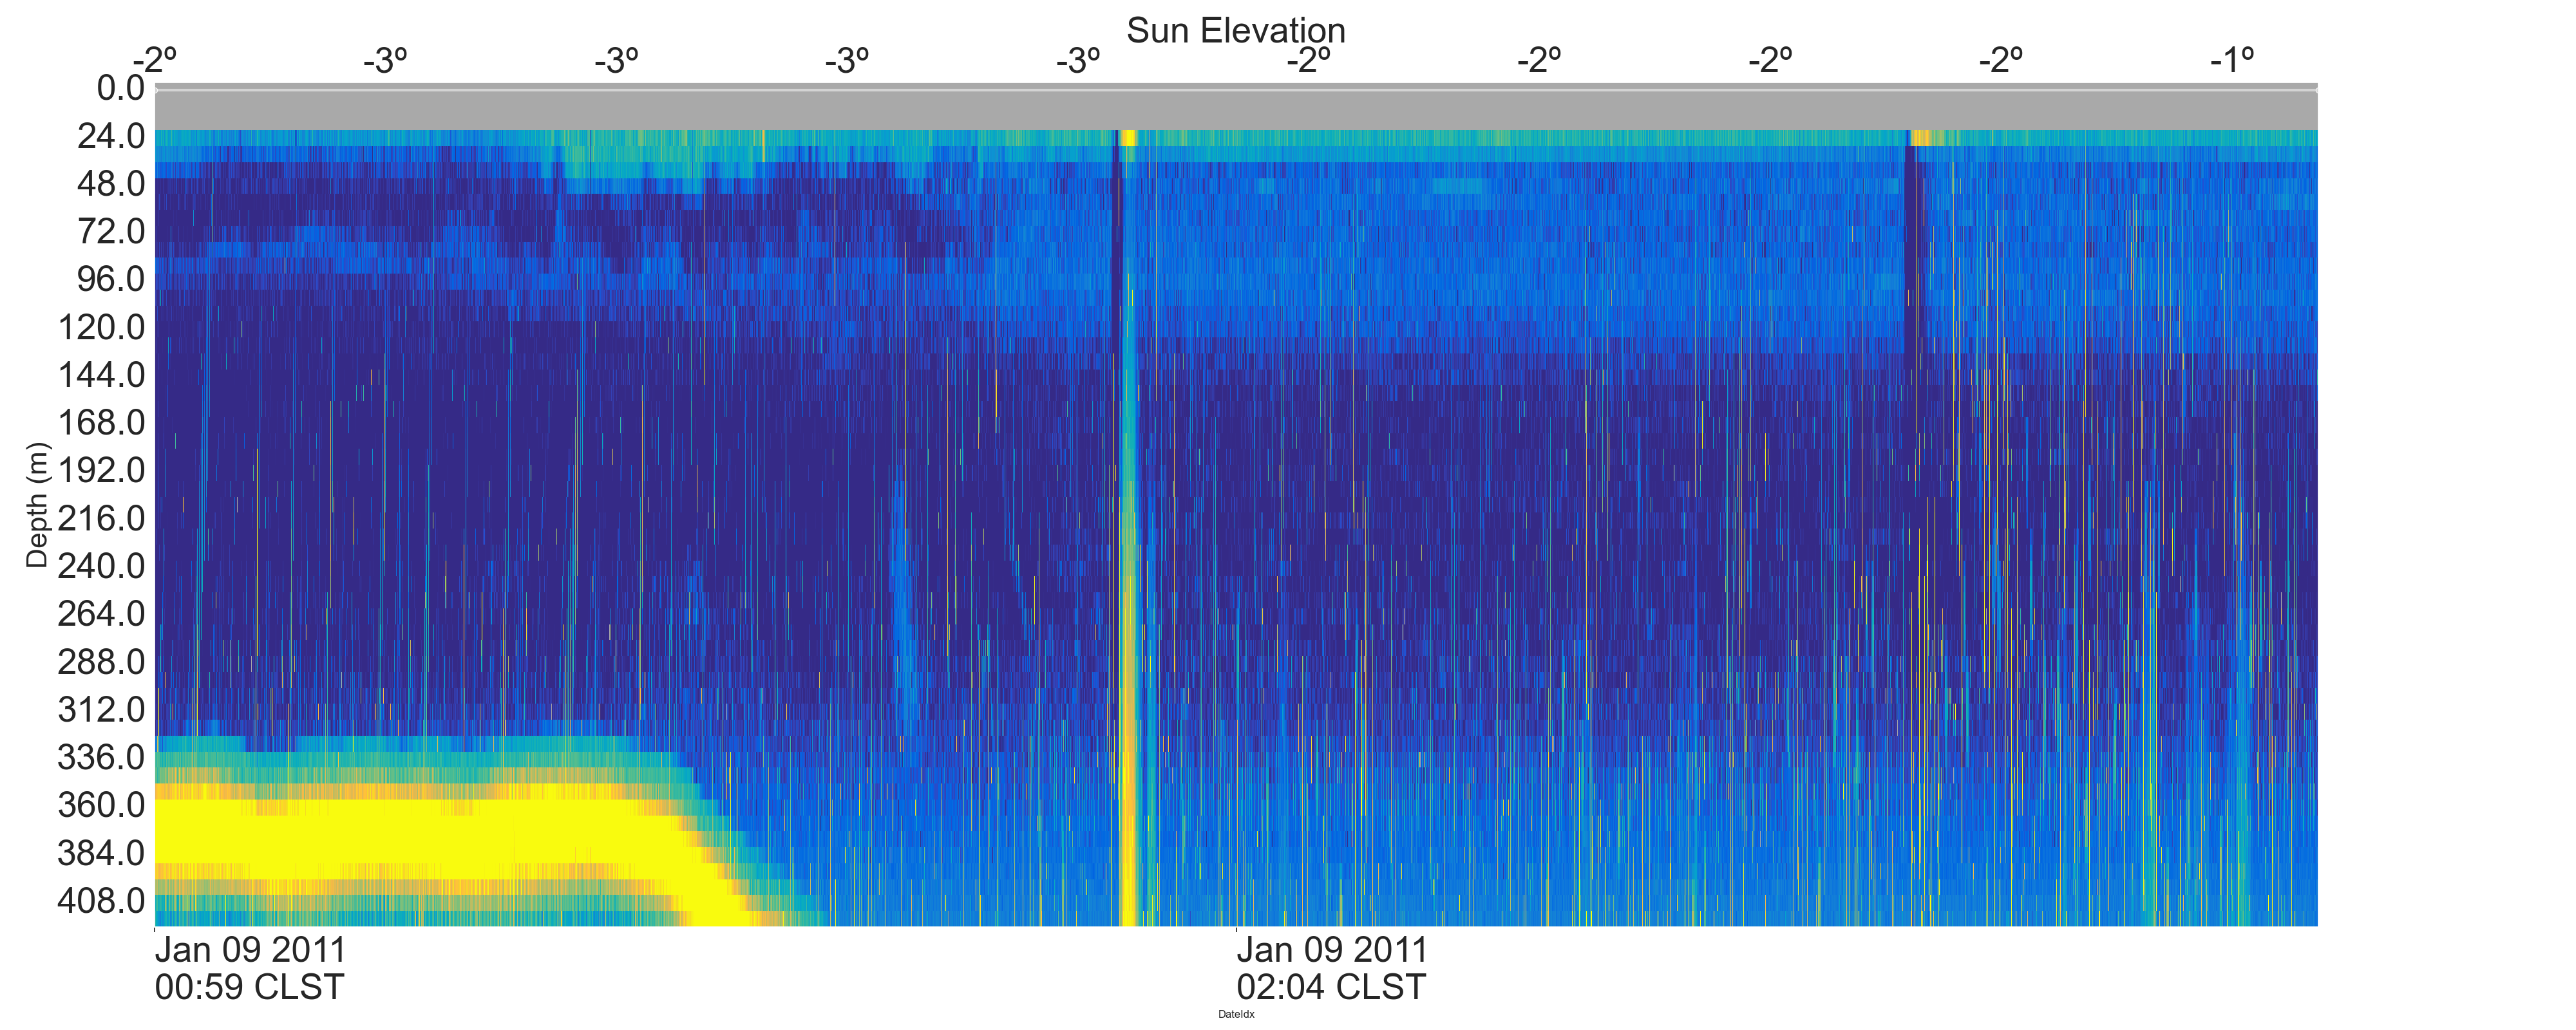 Sun Elevation
-2º -3º -3º -3º -3º -2º -2º -2º -2º -1º
0.0
24.0
48.0
72.0
96.0
120.0
144.0
168.0
192.0
216.0
240.0
264.0
288.0
312.0
336.0
360.0
384.0
408.0
Depth (m)
Jan 09 2011
00:59 CLST
Jan 09 2011
02:04 CLST
DateIdx